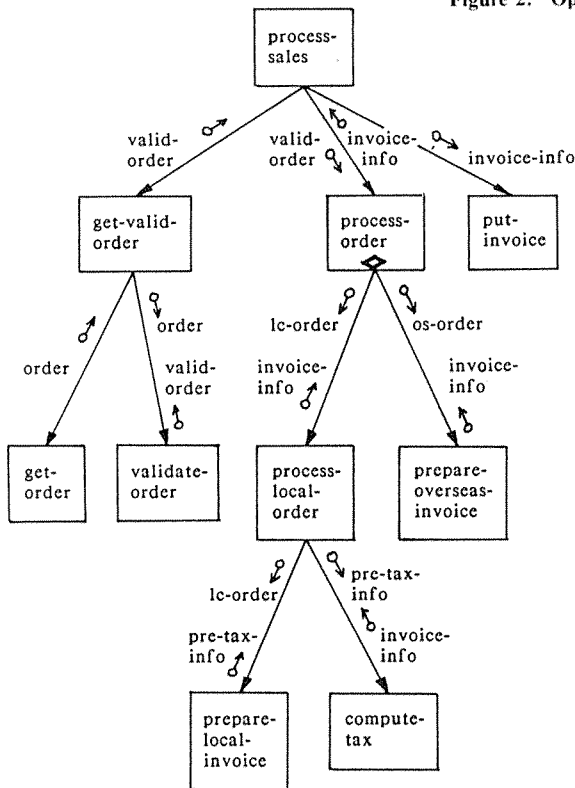 Figure 2. Op
process-
sales
valid-
order
valid-
order
invoice-
info
invoice-info
get-valid-
order
process-
order
put-
invoice
order
order
valid-
order
lc-order
invoice-
info
os-order
invoice-
info
get-
order
validate-
order
process-
local-
order
prepare-
overseas-
invoice
lc-order
pre-tax-
info
pre-tax-
info
invoice-
info
prepare-
local-
invoice
compute-
tax